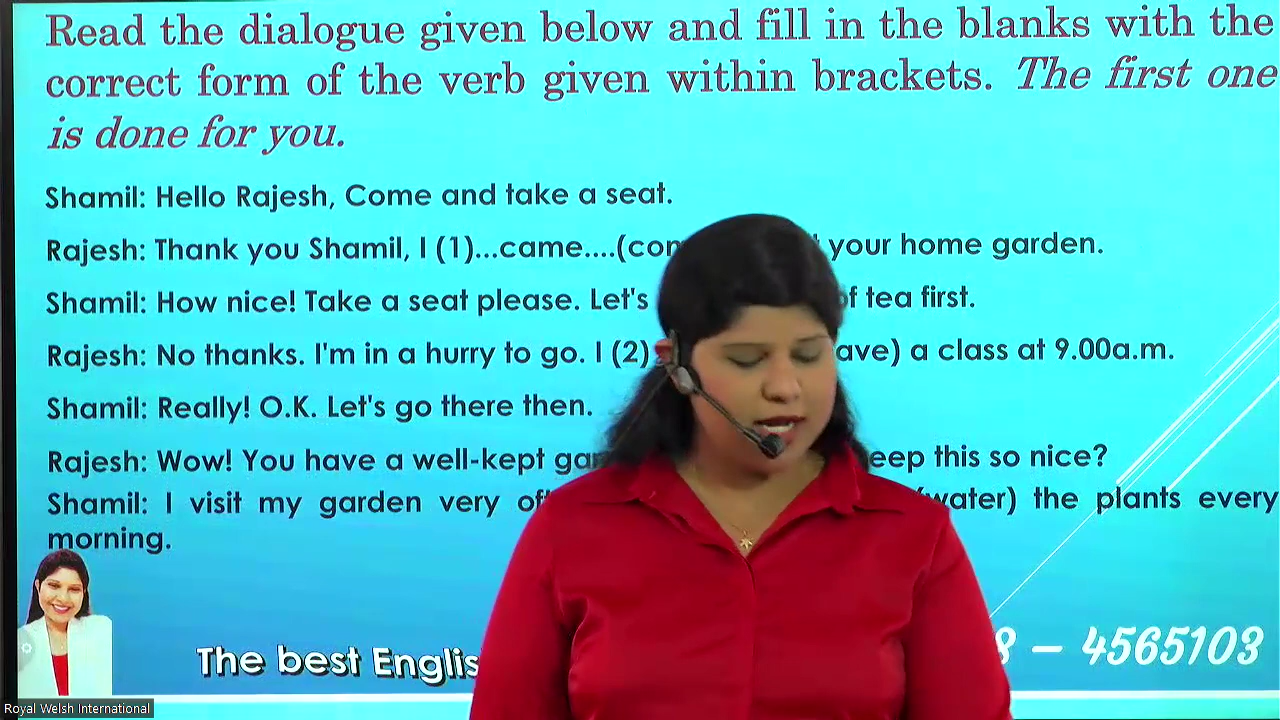 Read the dialogue given below and fill in the blanks with the
correct form of the verb given within brackets. The first one
is done for you.
Shamil: Hello Rajesh, Come and take a seat.
Rajesh: Thank you Shamil, I (1)...came....(co your home garden.
Shamil: How nice! Take a seat please. Let's of tea first.
Rajesh: No thanks. I'm in a hurry to go. I (2) ave) a class at 9.00a.m.
Shamil: Really! O.K. Let's go there then.
Rajesh: Wow! You have a well-kept gar eep this so nice?
Shamil: I visit my garden very of (water) the plants every
morning.
The best Englis 8 – 4565103
Royal Welsh International